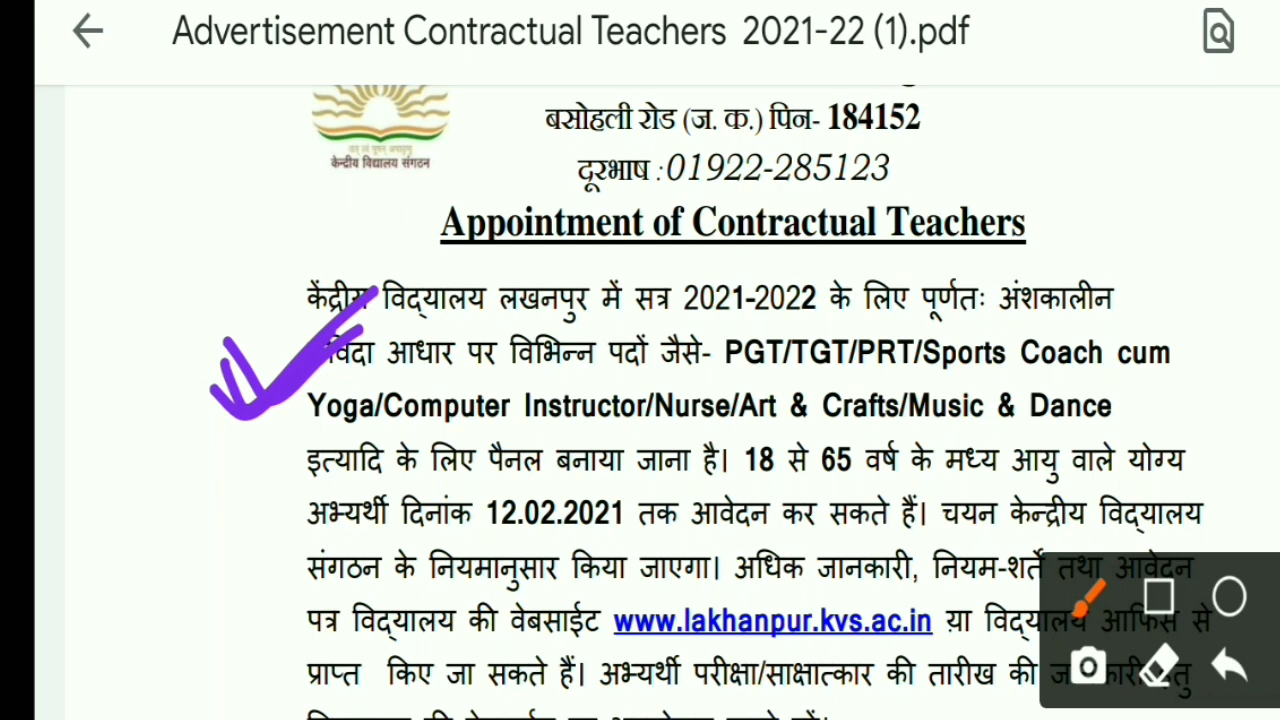 Advertisement Contractual Teachers 2021-22 (1).pdf
बसोहली रोड (ज. क.) पिन- 184152
केन्द्रीय विद्यालय संगठन
दूरभाष :01922-285123
Appointment of Contractual Teachers
केंद्रीय विद्यालय लखनपुर में सत्र 2021-2022 के लिए पूर्णतः अंशकालीन
आधार पर विभिन्न पदों जैसे- PGT/TGT/PRT/Sports Coach cum
Yoga/Computer Instructor/Nurse/Art & Crafts/Music & Dance
इत्यादि के लिए पैनल बनाया जाना है। 18 से 65 वर्ष के मध्य आयु वाले योग्य
अभ्यर्थी दिनांक 12.02.2021 तक आवेदन कर सकते हैं। चयन केन्द्रीय विद्यालय
संगठन के नियमानुसार किया जाएगा। अधिक जानकारी, नियम-शर्तें तथा आवेदन
पत्र विद्यालय की वेबसाईट www.lakhanpur.kvs.ac.in य़ा विद्यालय आफिस से
प्राप्त किए जा सकते हैं। अभ्यर्थी परीक्षा/साक्षात्कार की तारीख की